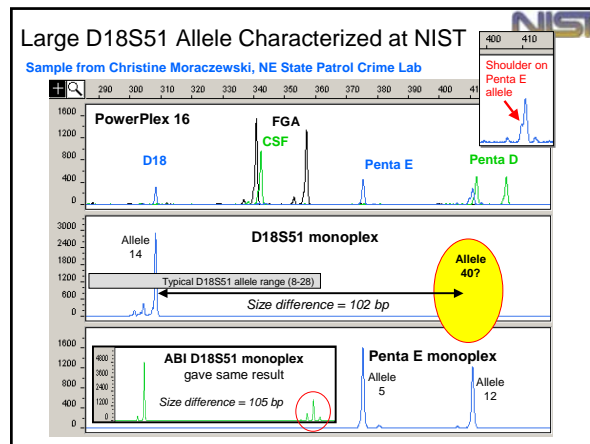 Large D18S51 Allele Characterized at NIST
NIST
Sample from Christine Moraczewski, NE State Patrol Crime Lab
400 410
Shoulder on
Penta E
allele
290 300 310 320 330 340 350 360 370 380 390 400
1600
1200
800
400
0
PowerPlex 16
FGA
CSF
D18
Penta E
Penta D
3000
2400
1800
1200
600
0
D18S51 monoplex
Allele
14
Allele
40?
Typical D18S51 allele range (8-28)
Size difference = 102 bp
1600
1200
800
400
0
Penta E monoplex
Allele
5
Allele
12
4800
3600
2400
1200
0
ABI D18S51 monoplex
gave same result
Size difference = 105 bp